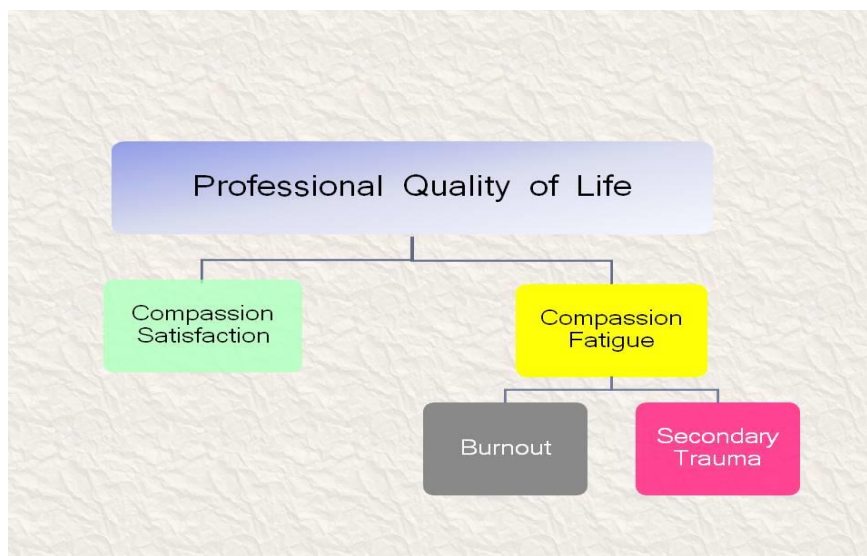 Professional Quality of Life
Compassion
Satisfaction
Compassion
Fatigue
Burnout
Secondary
Trauma